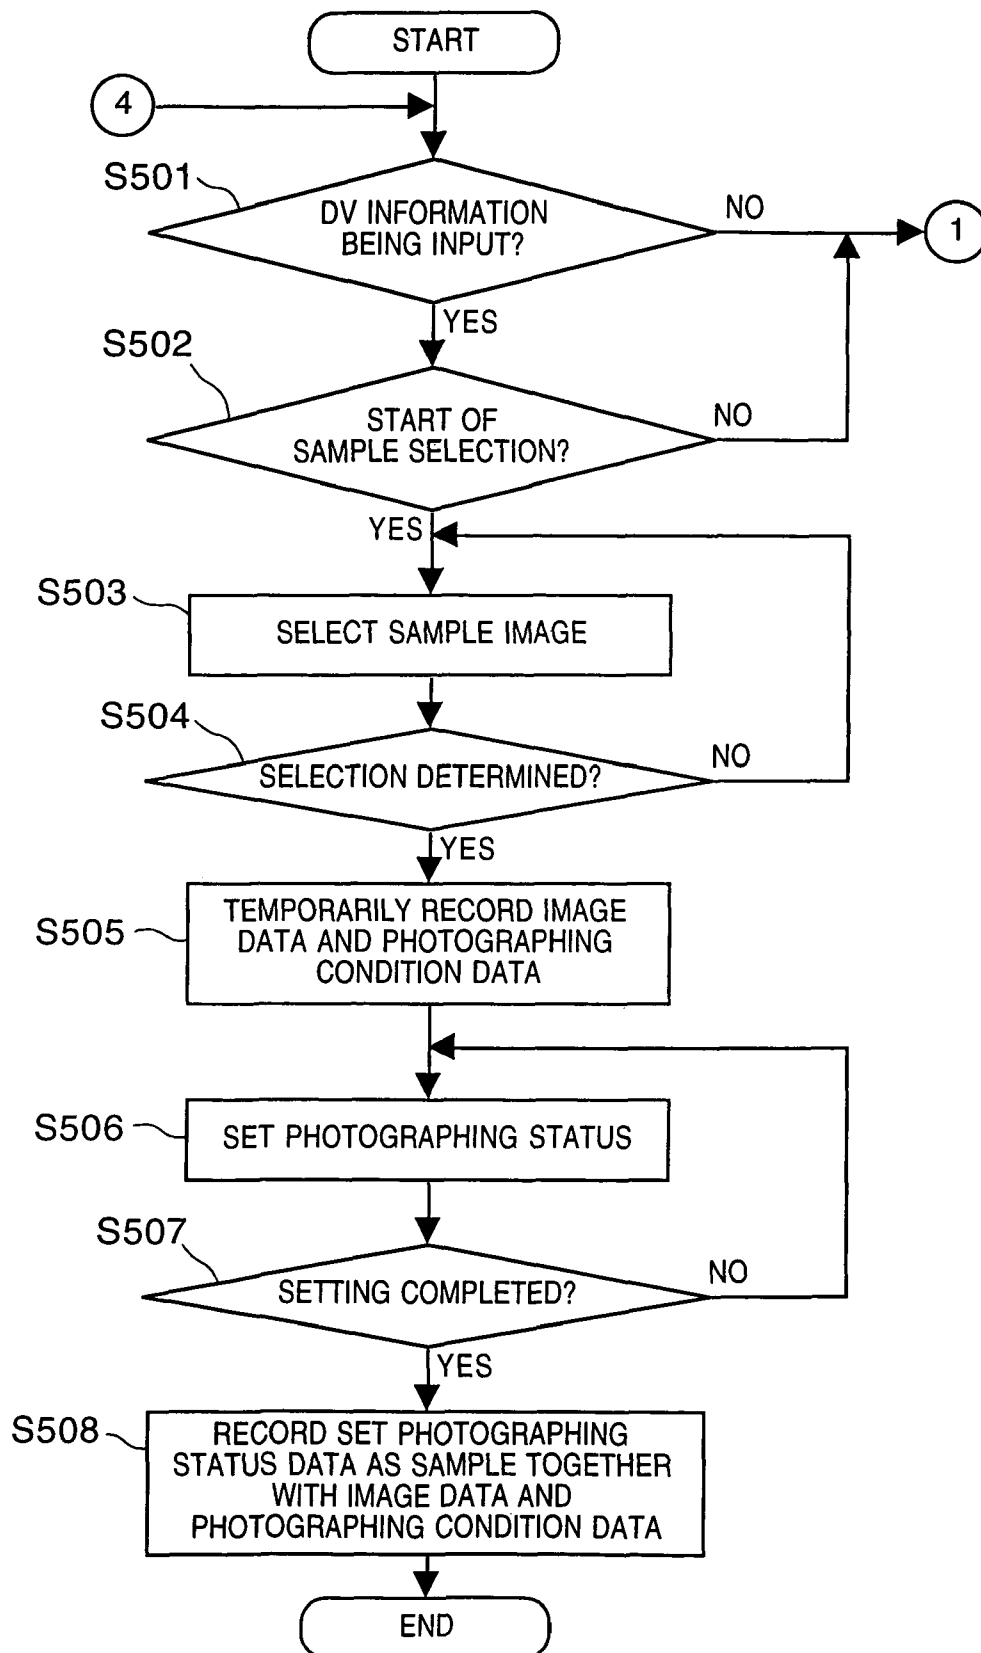 START
4
S501
DV INFORMATION
BEING INPUT?
NO
1
YES
S502
START OF
SAMPLE SELECTION?
NO
YES
S503
SELECT SAMPLE IMAGE
S504
SELECTION DETERMINED?
NO
YES
S505
TEMPORARILY RECORD IMAGE
DATA AND PHOTOGRAPHING
CONDITION DATA
S506
SET PHOTOGRAPHING STATUS
S507
SETTING COMPLETED?
NO
YES
S508
RECORD SET PHOTOGRAPHING
STATUS DATA AS SAMPLE TOGETHER
WITH IMAGE DATA AND
PHOTOGRAPHING CONDITION DATA
END